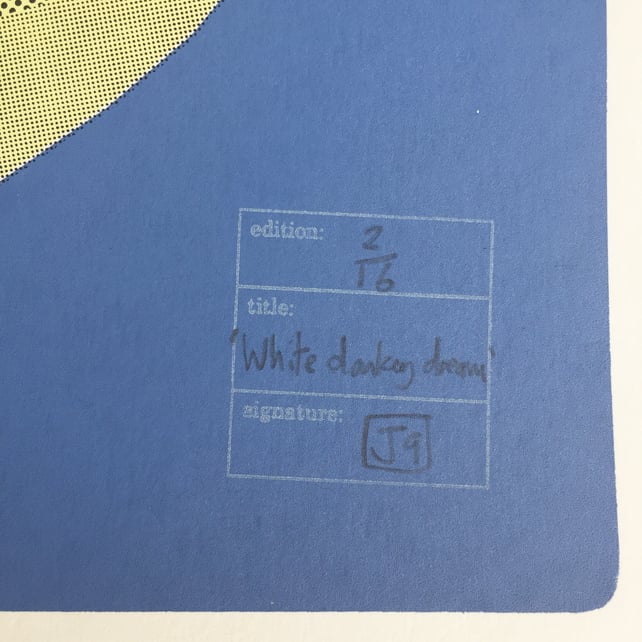 edition:
2
16
title:
'White donkey dream'
signature:
J9